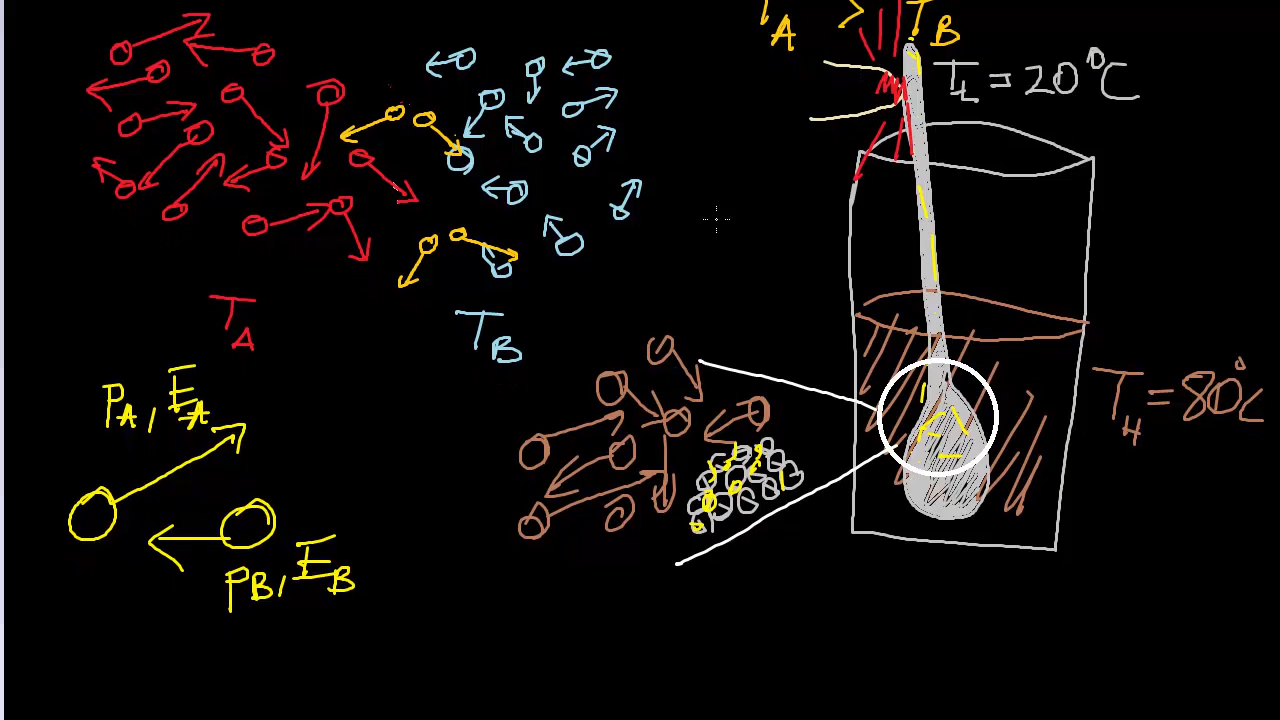 T_A > T_B
T_L = 20°C
T_A
T_B
P_A, E_A
T_H = 80°C
P_B, E_B